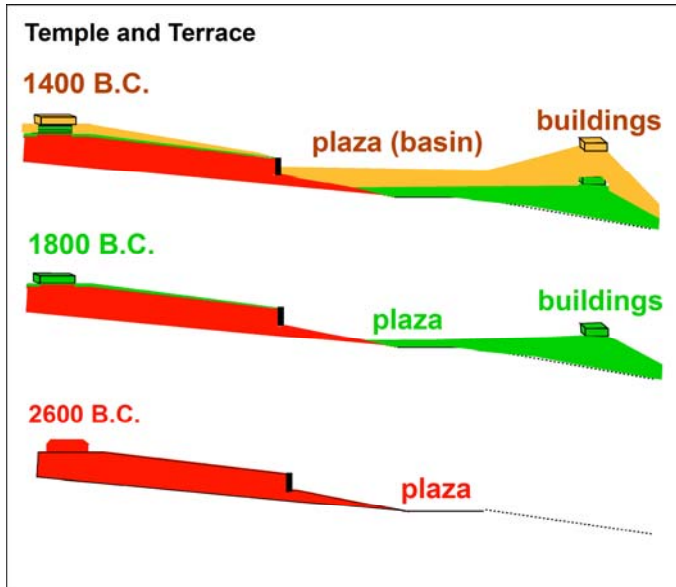 Temple and Terrace
1400 B.C.
plaza (basin)
buildings
1800 B.C.
plaza
buildings
2600 B.C.
plaza